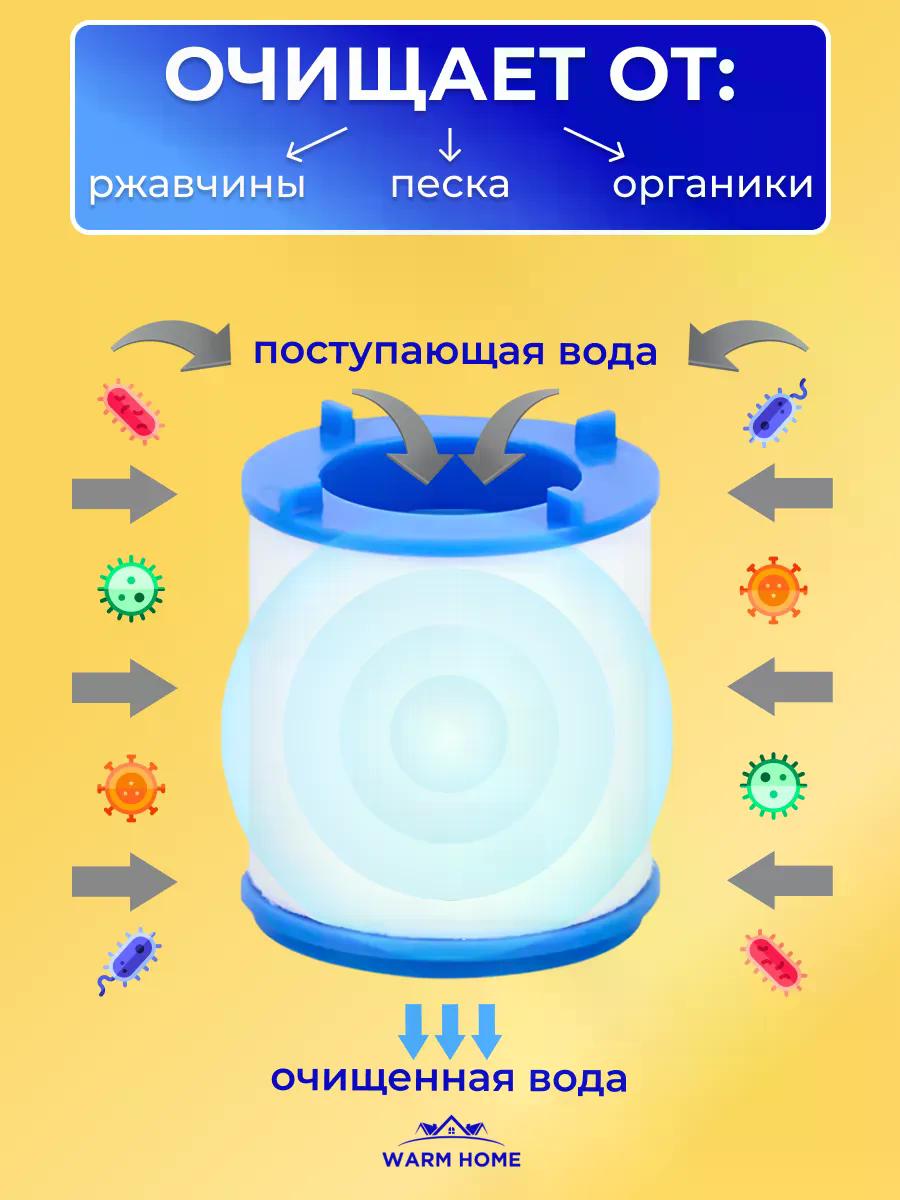 ОЧИЩАЕТ ОТ:
ржавчины песка органики
поступающая вода
очищенная вода
WARM HOME